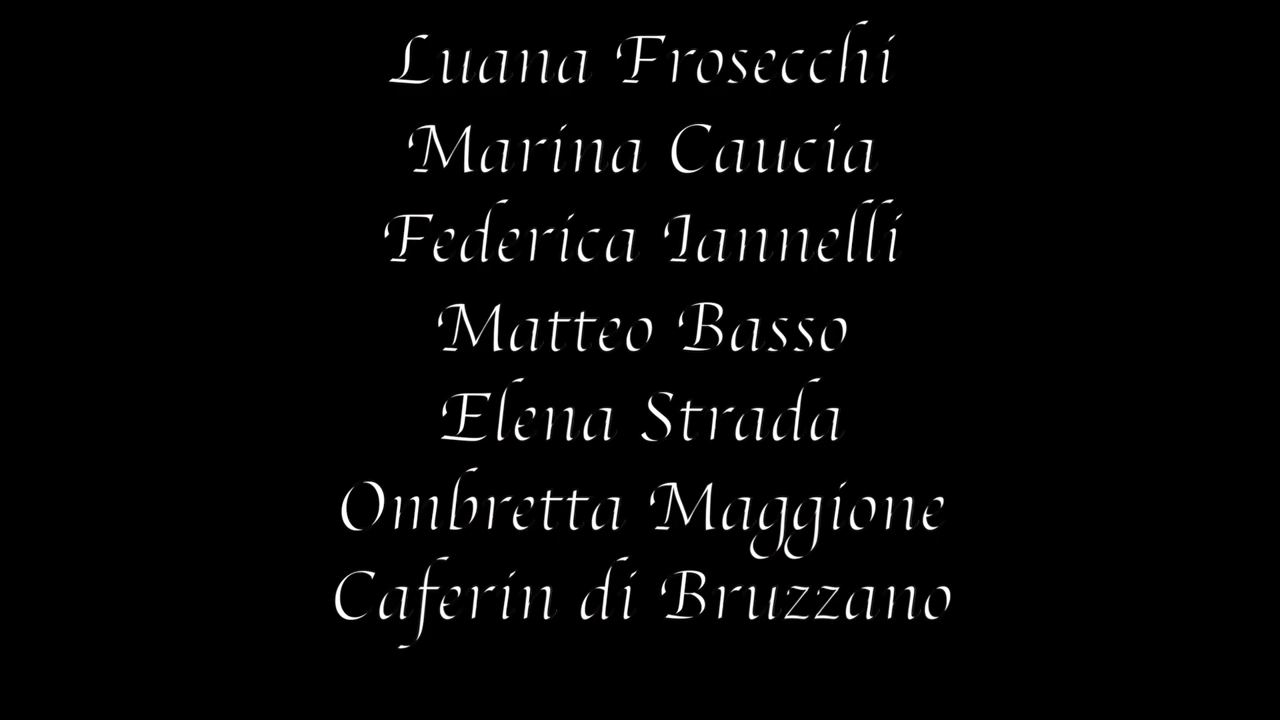 Luana Frosecchi
Marina Caucia
Federica Iannelli
Matteo Basso
Elena Strada
Ombretta Maggione
Caferin di Bruzzano